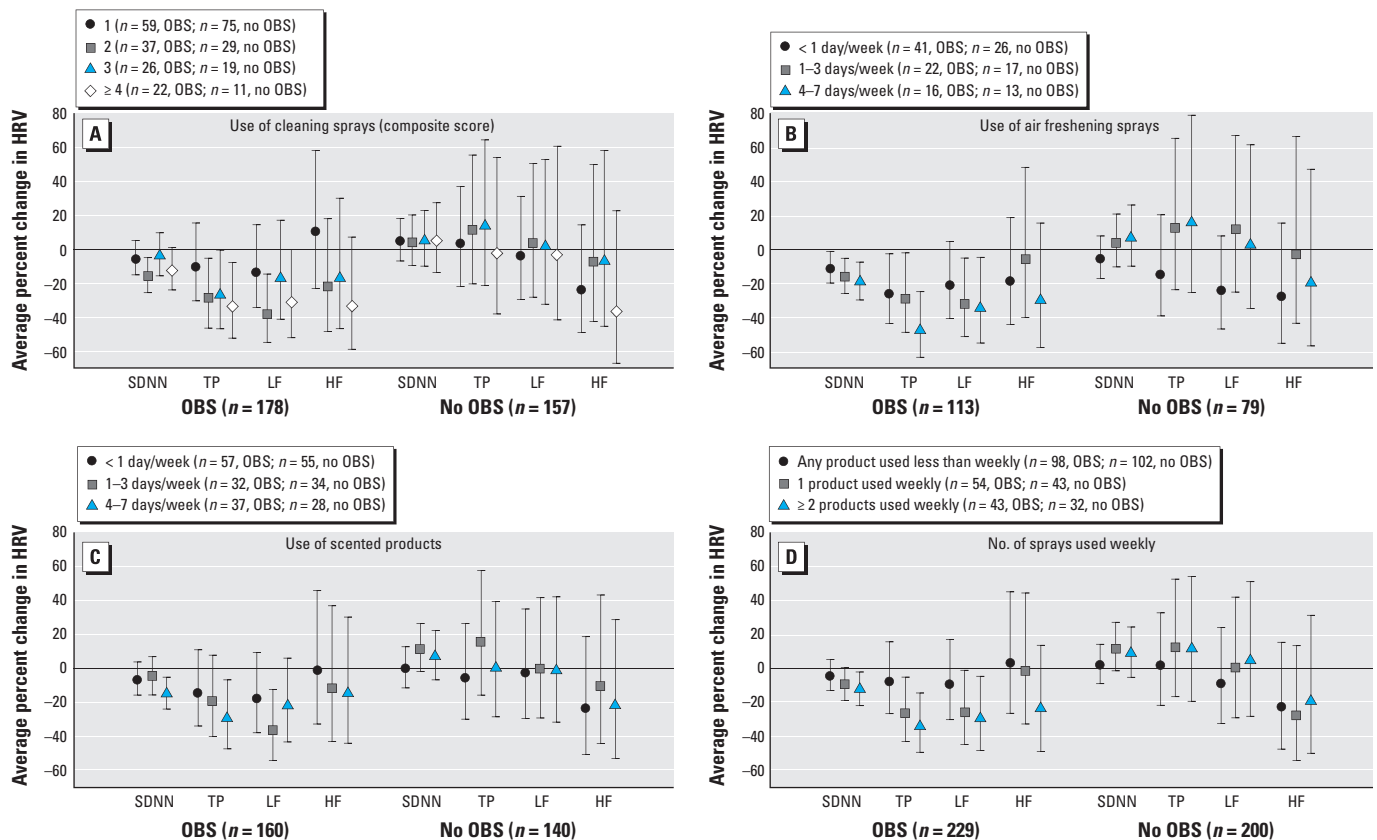 1 (n = 59, OBS; n = 75, no OBS)
2 (n = 37, OBS; n = 29, no OBS)
3 (n = 26, OBS; n = 19, no OBS)
≥ 4 (n = 22, OBS; n = 11, no OBS)
A
Use of cleaning sprays (composite score)
Average percent change in HRV
80
60
40
20
0
–20
–40
–60
SDNN TP LF HF SDNN TP LF HF
OBS (n = 178) No OBS (n = 157)
< 1 day/week (n = 41, OBS; n = 26, no OBS)
1–3 days/week (n = 22, OBS; n = 17, no OBS)
4–7 days/week (n = 16, OBS; n = 13, no OBS)
B
Use of air freshening sprays
Average percent change in HRV
80
60
40
20
0
–20
–40
–60
SDNN TP LF HF SDNN TP LF HF
OBS (n = 113) No OBS (n = 79)
< 1 day/week (n = 57, OBS; n = 55, no OBS)
1–3 days/week (n = 32, OBS; n = 34, no OBS)
4–7 days/week (n = 37, OBS; n = 28, no OBS)
C
Use of scented products
Average percent change in HRV
80
60
40
20
0
–20
–40
–60
SDNN TP LF HF SDNN TP LF HF
OBS (n = 160) No OBS (n = 140)
Any product used less than weekly (n = 98, OBS; n = 102, no OBS)
1 product used weekly (n = 54, OBS; n = 43, no OBS)
≥ 2 products used weekly (n = 43, OBS; n = 32, no OBS)
D
No. of sprays used weekly
Average percent change in HRV
80
60
40
20
0
–20
–40
–60
SDNN TP LF HF SDNN TP LF HF
OBS (n = 229) No OBS (n = 200)